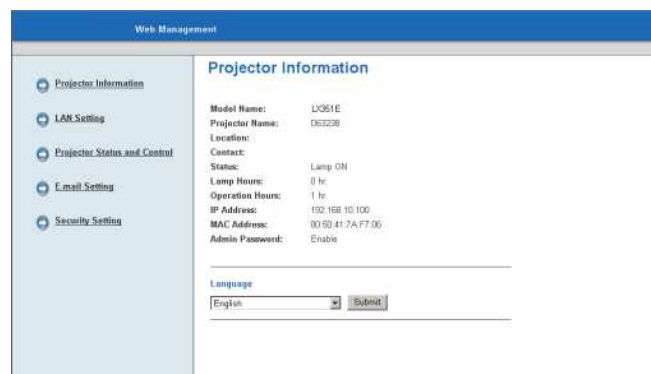 Web Management
Projector Information
LAN Setting
Projector Status and Control
E.mail Setting
Security Setting
Projector Information
Model Name: LX351E
Projector Name: D63238
Location:
Contact:
Status: Lamp ON
Lamp Hours: 0 hr
Operation Hours: 1 hr
IP Address: 192.168.10.100
MAC Address: 00:50:41:7A:F7:06
Admin Password: Enable
Language
English
Submit